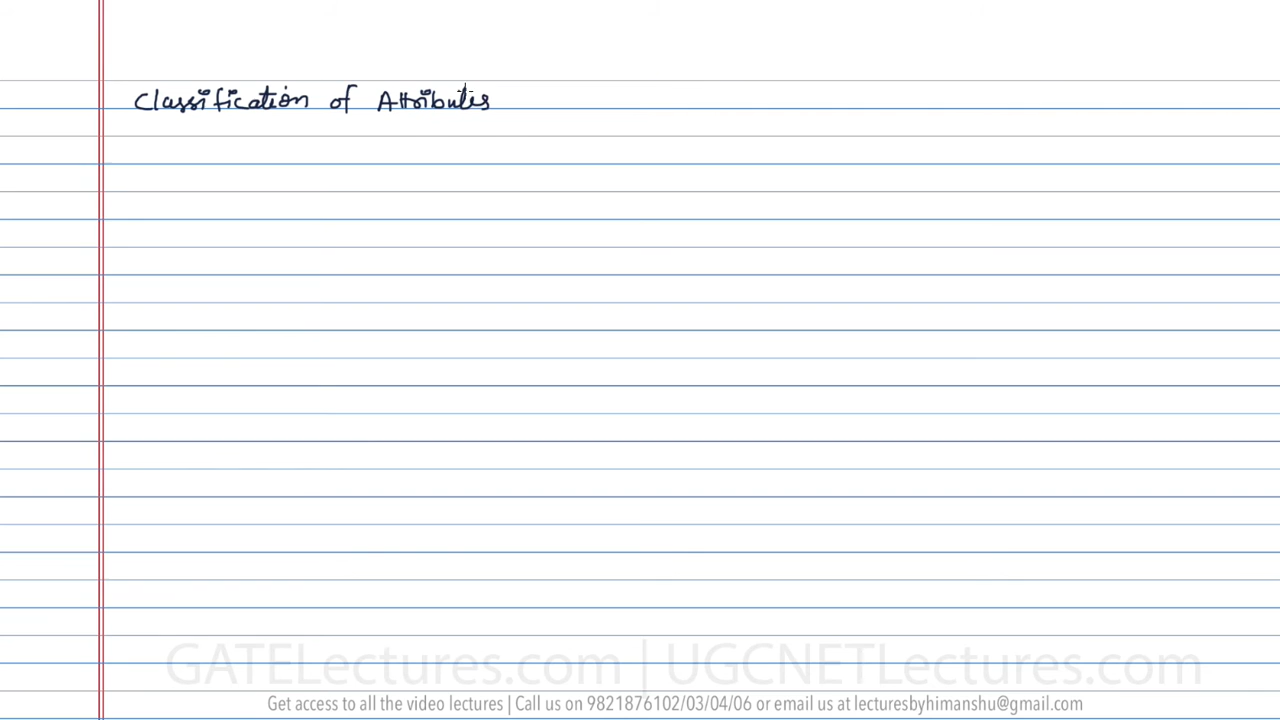 Classification of Attributes
GATELectures.com | UGCNETLectures.com
Get access to all the video lectures | Call us on 9821876102/03/04/06 or email us at lecturesbyhimanshu@gmail.com